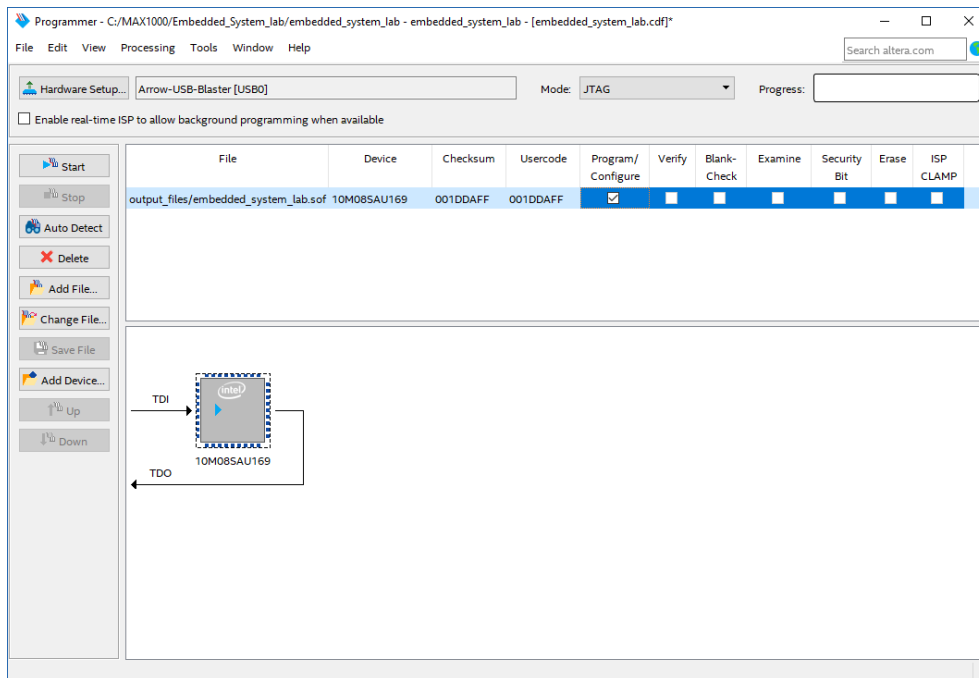 Programmer - C:/MAX1000/Embedded_System_lab/embedded_system_lab - embedded_system_lab - [embedded_system_lab.cdf]*
File Edit View Processing Tools Window Help
Search altera.com
Hardware Setup... Arrow-USB-Blaster [USB0] Mode: JTAG Progress:
Enable real-time ISP to allow background programming when available
Start
Stop
Auto Detect
Delete
Add File...
Change File...
Save File
Add Device...
Up
Down
File Device Checksum Usercode Program/ Verify Blank- Examine Security Erase ISP
Configure Check Bit CLAMP
output_files/embedded_system_lab.sof 10M08SAU169 001DDAFF 001DDAFF
intel
TDI
10M08SAU169
TDO